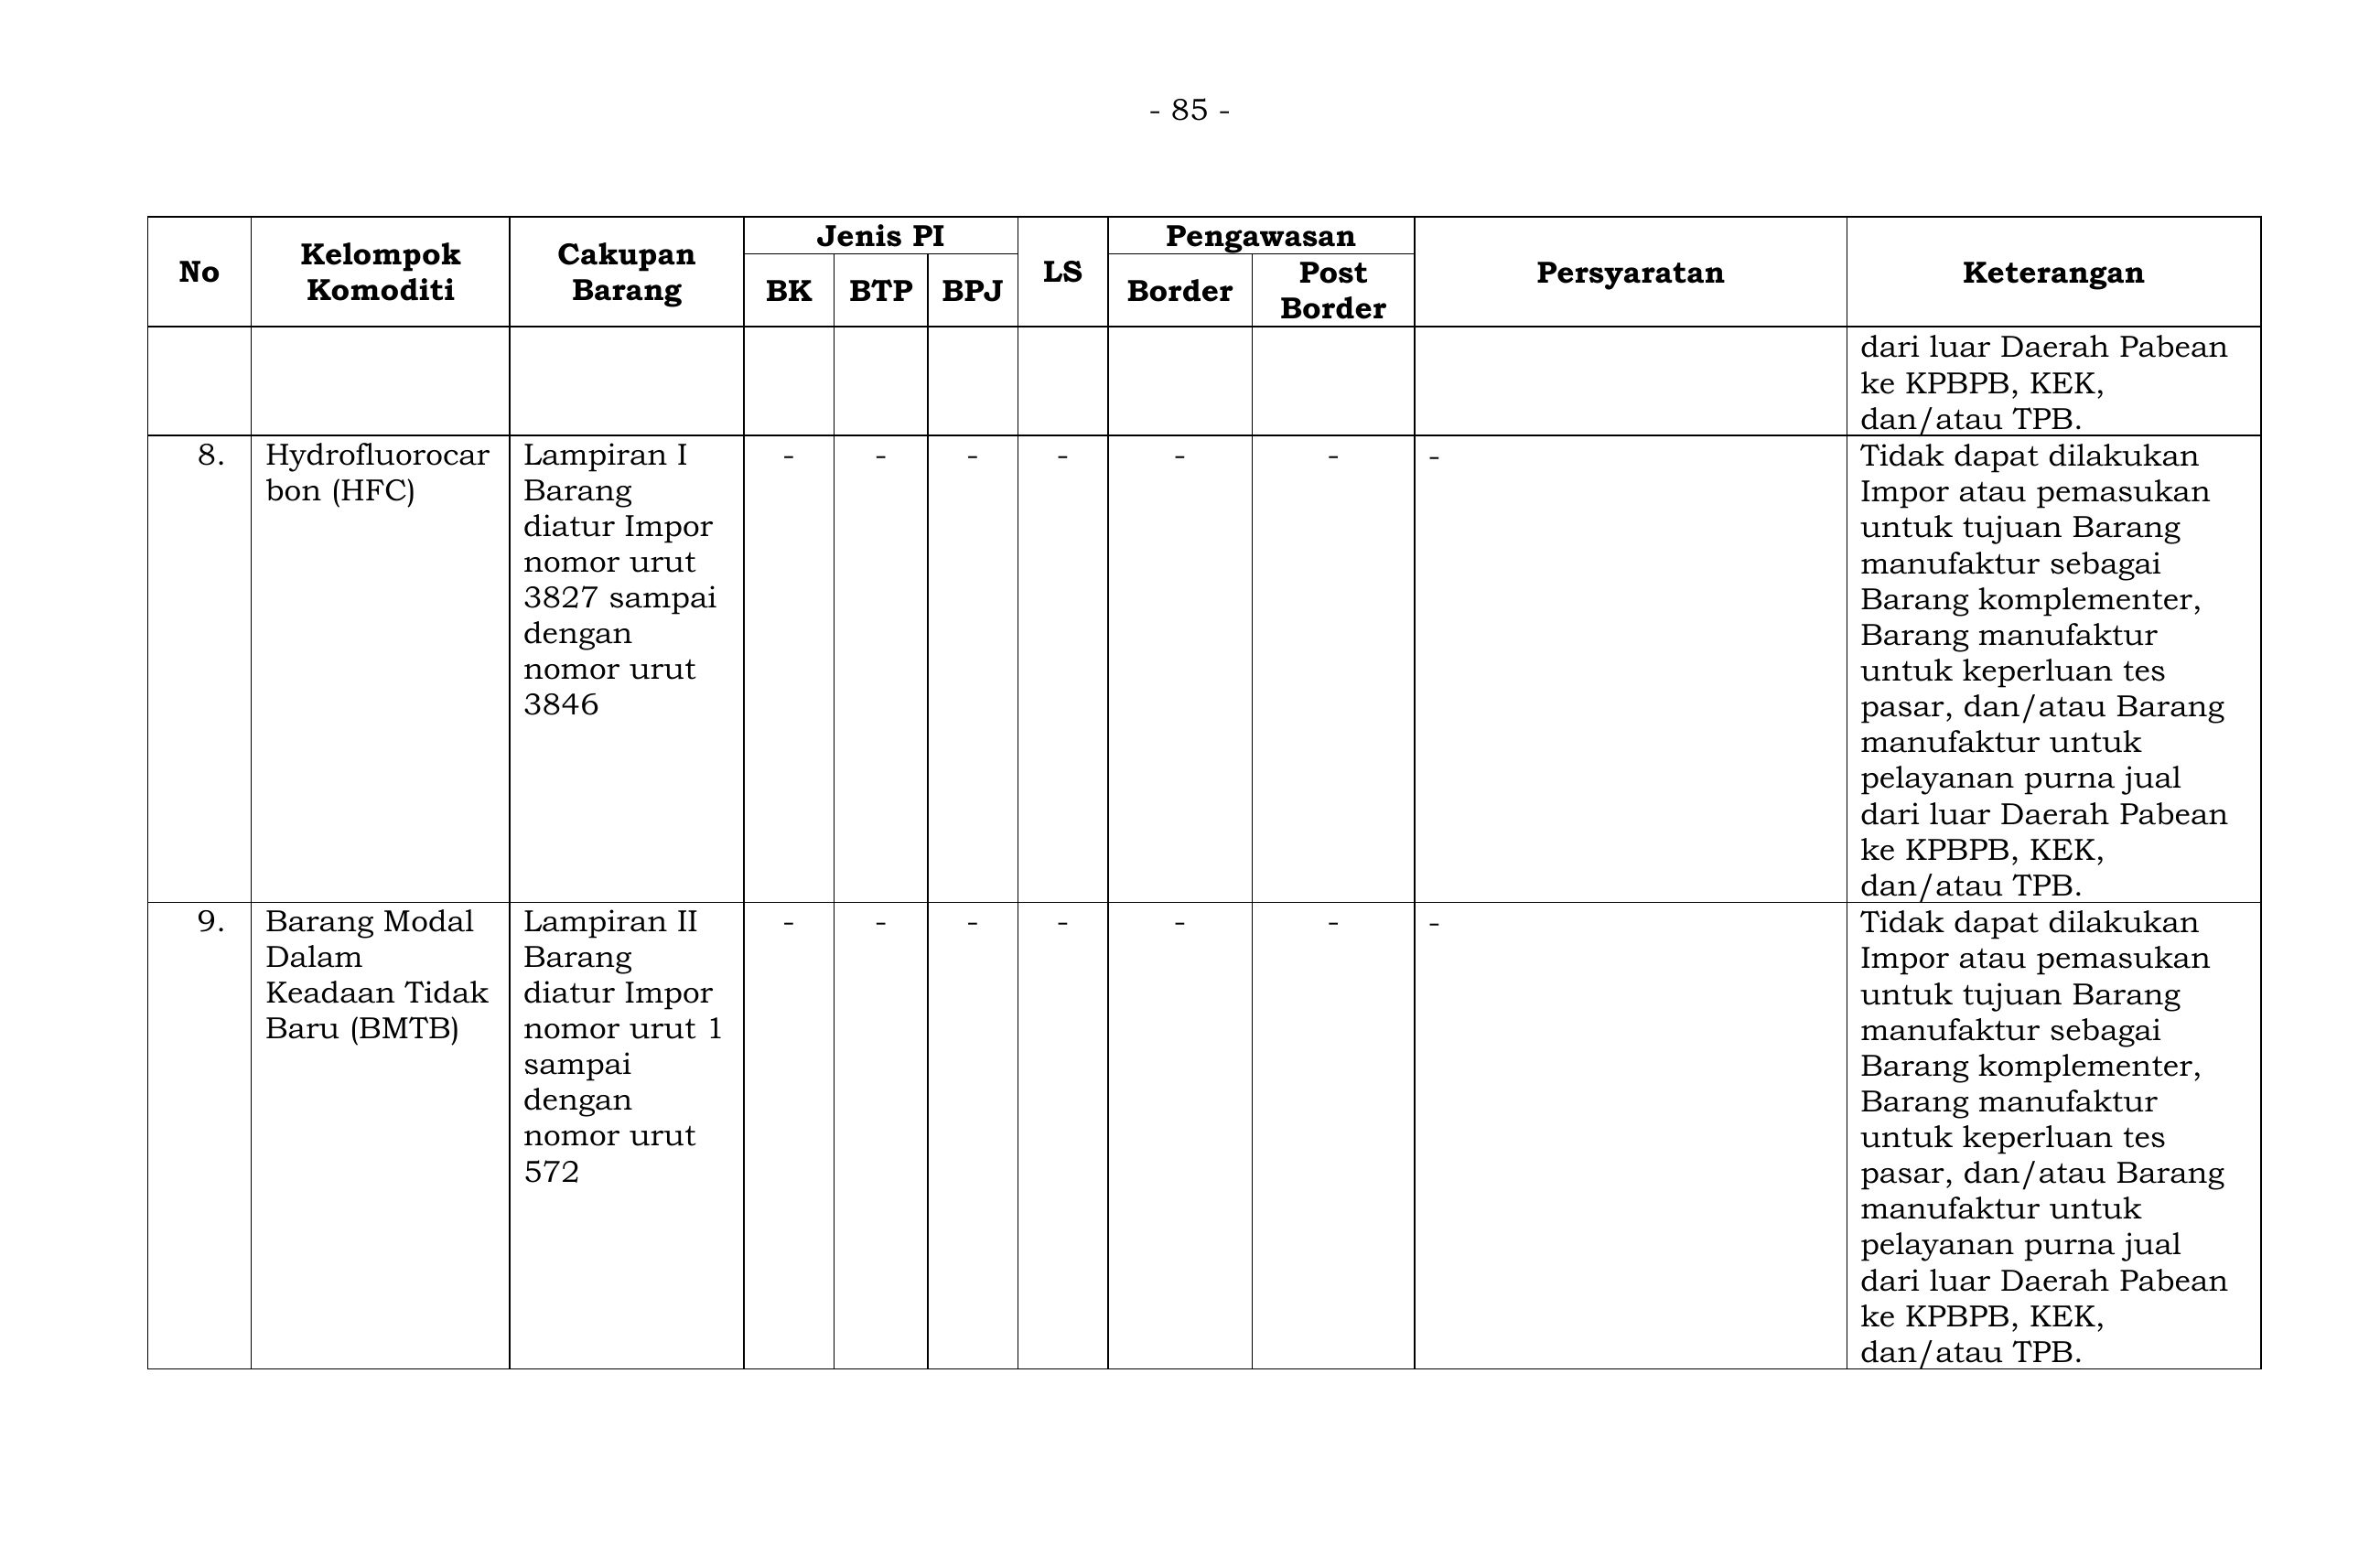 - 85 -
No
Kelompok
Komoditi
Cakupan
Barang
Jenis PI
BK
BTP
BPJ
LS
Pengawasan
Border
Post
Border
Persyaratan
Keterangan
dari luar Daerah Pabean
ke KPBPB, KEK,
dan/atau TPB.
8.
Hydrofluorocar
bon (HFC)
Lampiran I
Barang
diatur Impor
nomor urut
3827 sampai
dengan
nomor urut
3846
-
-
-
-
-
-
-
Tidak dapat dilakukan
Impor atau pemasukan
untuk tujuan Barang
manufaktur sebagai
Barang komplementer,
Barang manufaktur
untuk keperluan tes
pasar, dan/atau Barang
manufaktur untuk
pelayanan purna jual
dari luar Daerah Pabean
ke KPBPB, KEK,
dan/atau TPB.
9.
Barang Modal
Dalam
Keadaan Tidak
Baru (BMTB)
Lampiran II
Barang
diatur Impor
nomor urut 1
sampai
dengan
nomor urut
572
-
-
-
-
-
-
-
Tidak dapat dilakukan
Impor atau pemasukan
untuk tujuan Barang
manufaktur sebagai
Barang komplementer,
Barang manufaktur
untuk keperluan tes
pasar, dan/atau Barang
manufaktur untuk
pelayanan purna jual
dari luar Daerah Pabean
ke KPBPB, KEK,
dan/atau TPB.